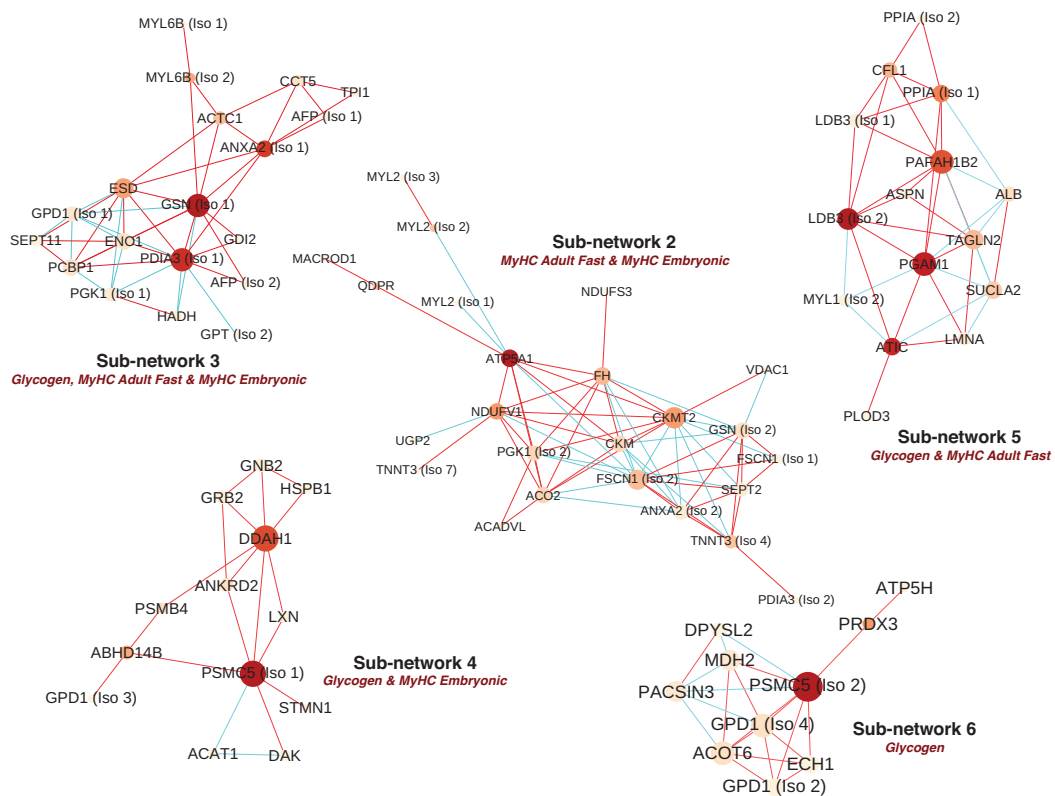 MYL6B (Iso 1)
MYL6B (Iso 2)
CCT5
TPI1
ACTC1
AFP (Iso 1)
ANXA2 (Iso 1)
ESD
GSN (Iso 1)
GPD1 (Iso 1)
SEPT11
ENO1
GDI2
PCBP1
PDIA3 (Iso 1)
AFP (Iso 2)
PGK1 (Iso 1)
HADH
GPT (Iso 2)
Sub-network 3
Glycogen, MyHC Adult Fast & MyHC Embryonic
MYL2 (Iso 3)
MYL2 (Iso 2)
Sub-network 2
MyHC Adult Fast & MyHC Embryonic
MACROD1
QDPR
MYL2 (Iso 1)
NDUFS3
ATP5A1
FH
VDAC1
NDUFV1
CKMT2
GSN (Iso 2)
UGP2
PGK1 (Iso 2)
CKM
FSCN1 (Iso 1)
TNNT3 (Iso 7)
FSCN1 (Iso 2)
SEPT2
ACO2
ANXA2 (Iso 2)
ACADVL
TNNT3 (Iso 4)
PDIA3 (Iso 2)
PPIA (Iso 2)
CFL1
PPIA (Iso 1)
LDB3 (Iso 1)
PAFAH1B2
ASPN
ALB
LDB3 (Iso 2)
TAGLN2
PGAM1
SUCLA2
MYL1 (Iso 2)
ATIC
LMNA
PLOD3
Sub-network 5
Glycogen & MyHC Adult Fast
GNB2
HSPB1
GRB2
DDAH1
ANKRD2
PSMB4
LXN
ABHD14B
PSMC5 (Iso 1)
GPD1 (Iso 3)
STMN1
ACAT1
DAK
Sub-network 4
Glycogen & MyHC Embryonic
ATP5H
PRDX3
DPYSL2
MDH2
PSMC5 (Iso 2)
PACSIN3
GPD1 (Iso 4)
ACOT6
ECH1
GPD1 (Iso 2)
Sub-network 6
Glycogen